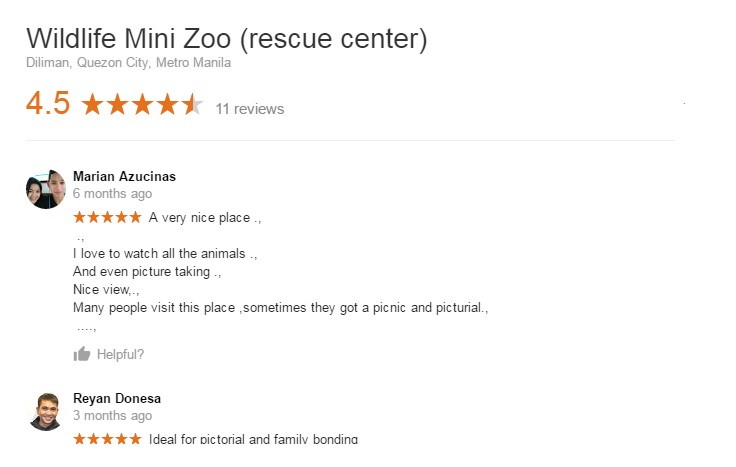 Wildlife Mini Zoo (rescue center)
Diliman, Quezon City, Metro Manila
4.5 11 reviews
Marian Azucinas
6 months ago
A very nice place .,
.,
I love to watch all the animals .,
And even picture taking .,
Nice view,.,
Many people visit this place ,sometimes they got a picnic and picturial.,
....,
Helpful?
Reyan Donesa
3 months ago
Ideal for pictorial and family bonding